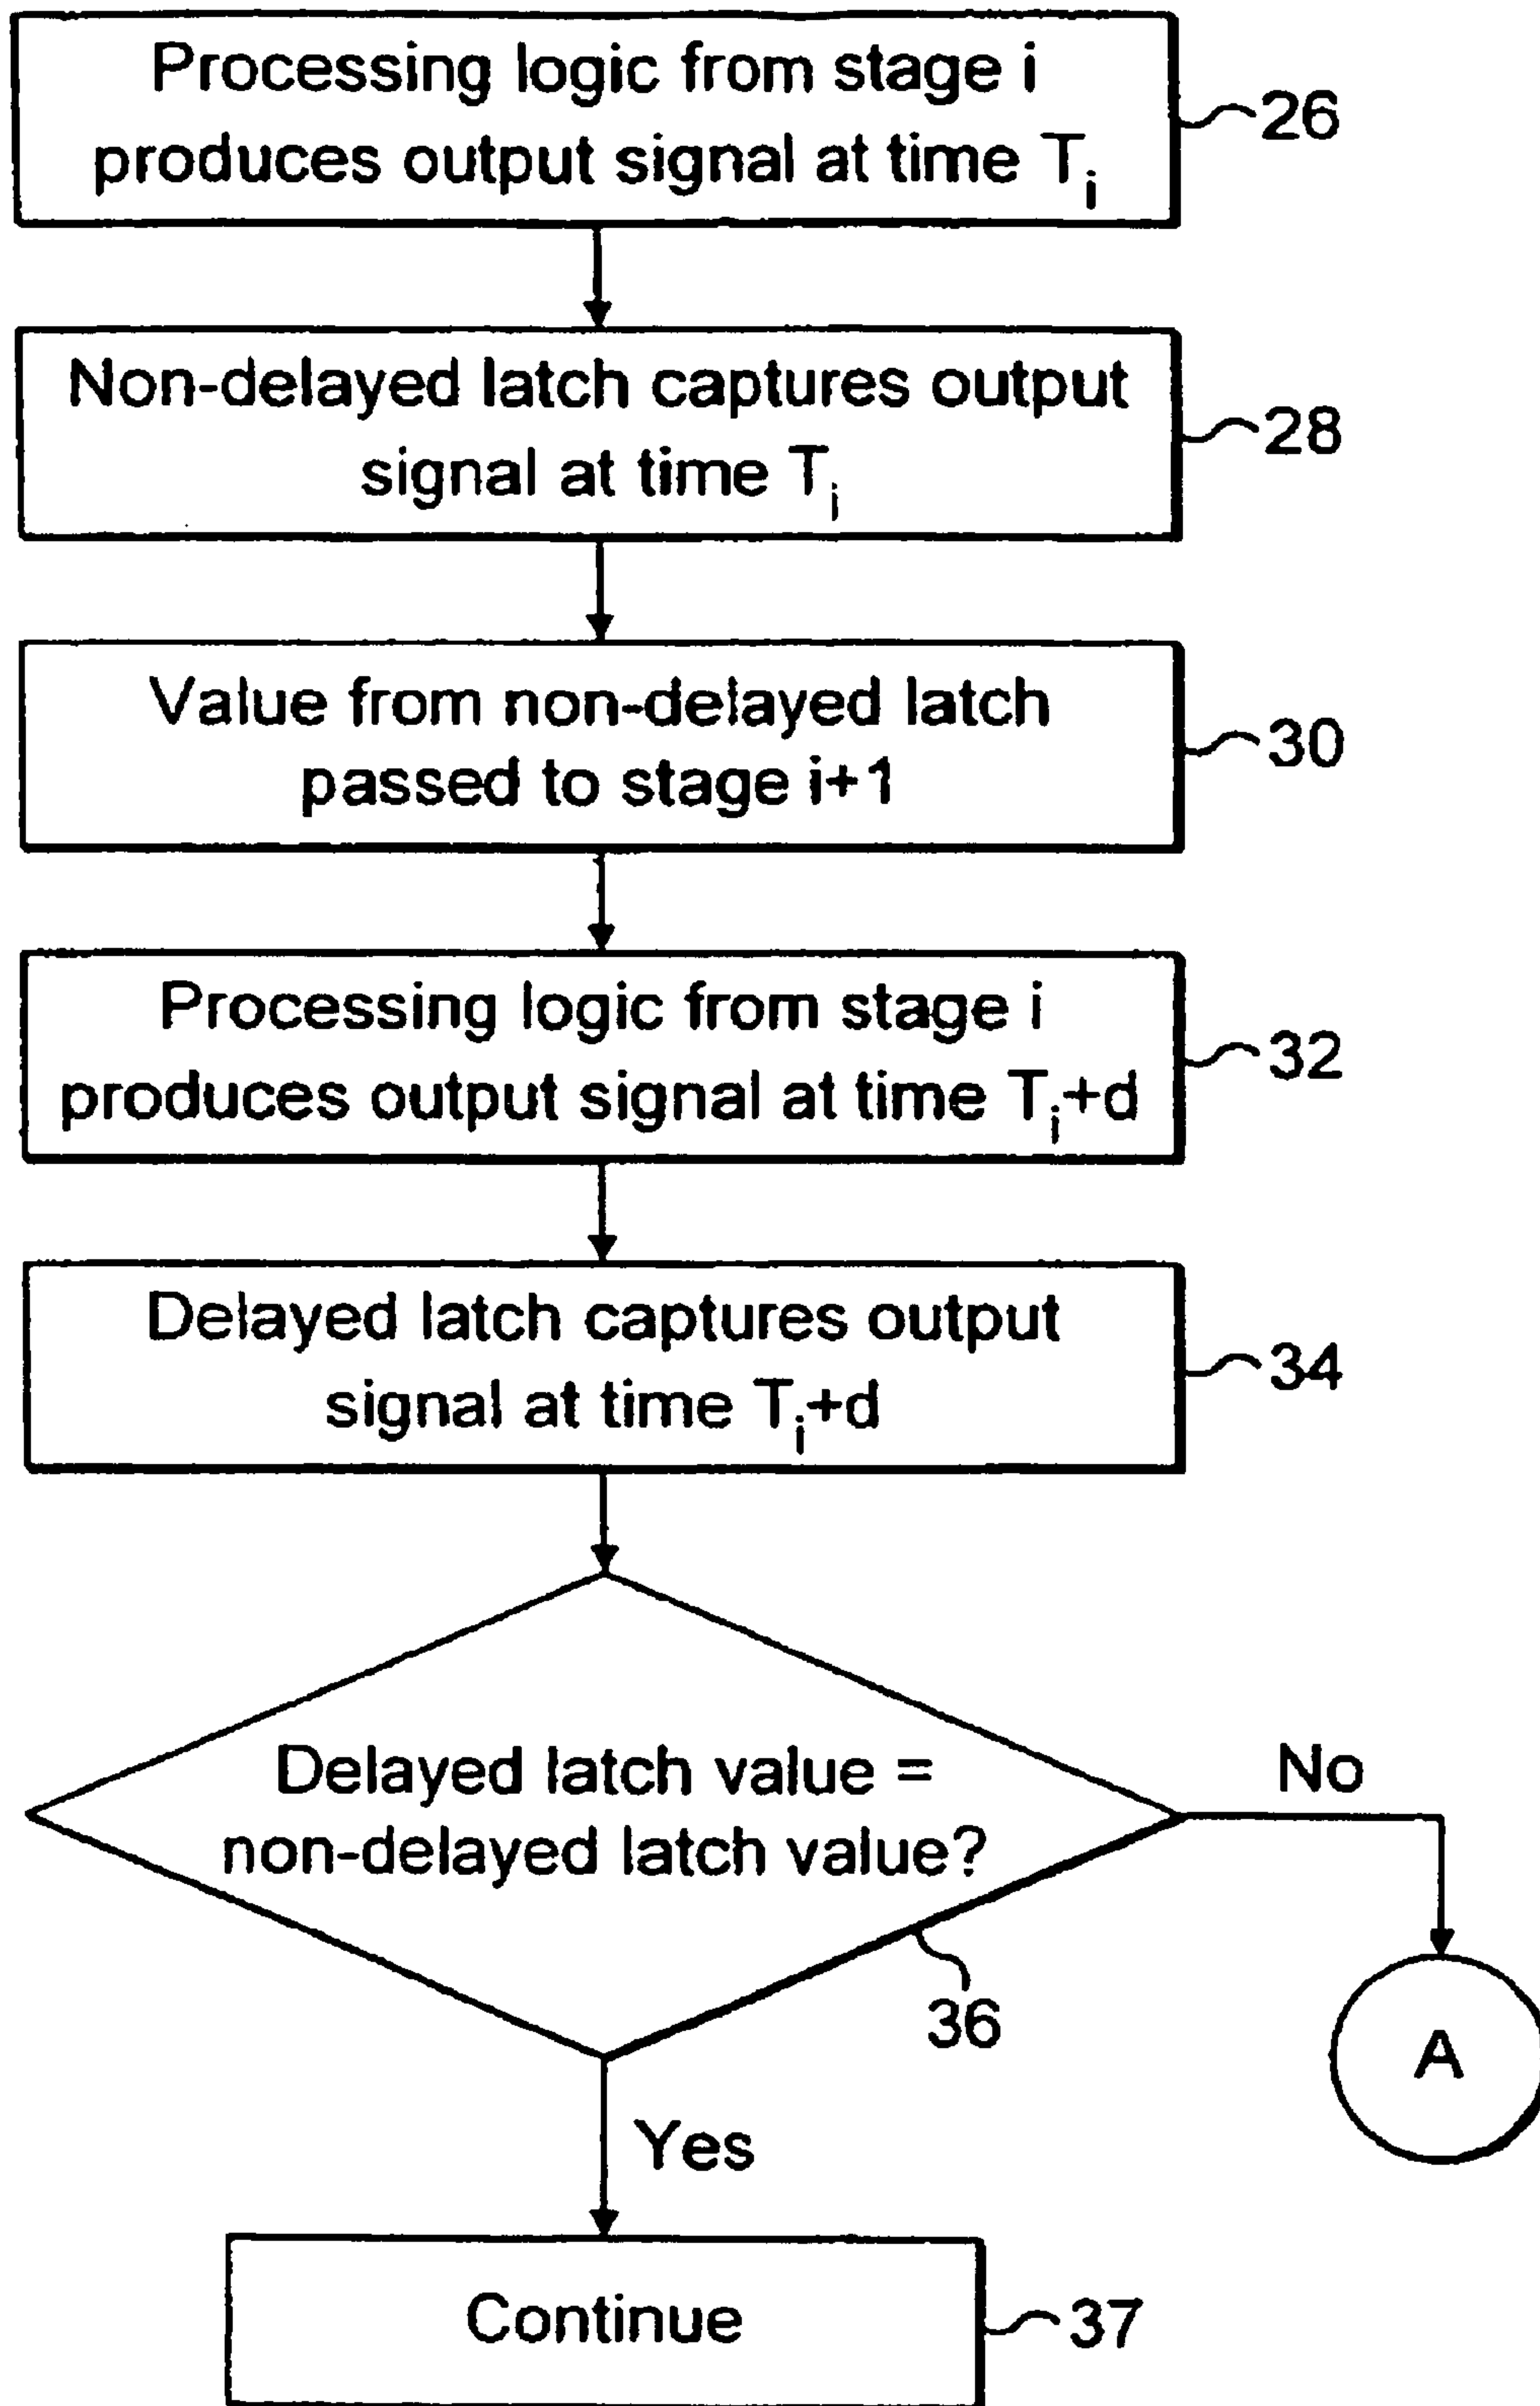 Processing logic from stage i
produces output signal at time Ti
26
Non-delayed latch captures output
signal at time Ti
28
Value from non-delayed latch
passed to stage i+1
30
Processing logic from stage i
produces output signal at time Ti+d
32
Delayed latch captures output
signal at time Ti+d
34
Delayed latch value =
non-delayed latch value?
No
36
A
Yes
Continue
37